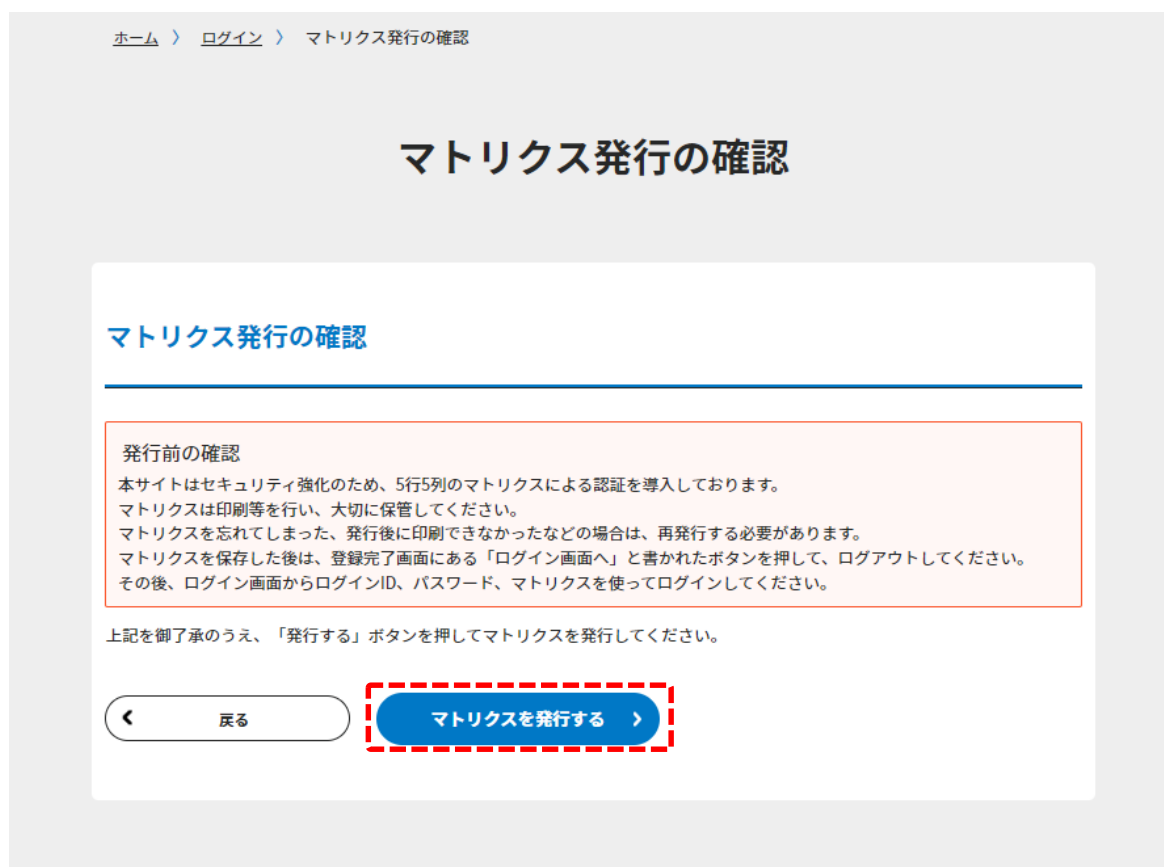 ホーム 〉 ログイン 〉 マトリクス発行の確認
マトリクス発行の確認
マトリクス発行の確認
発行前の確認
本サイトはセキュリティ強化のため、5行5列のマトリクスによる認証を導入しております。
マトリクスは印刷等を行い、大切に保管してください。
マトリクスを忘れてしまった、発行後に印刷できなかったなどの場合は、再発行する必要があります。
マトリクスを保存した後は、登録完了画面にある「ログイン画面へ」と書かれたボタンを押して、ログアウトしてください。
その後、ログイン画面からログインID、パスワード、マトリクスを使ってログインしてください。
上記を御了承のうえ、「発行する」ボタンを押してマトリクスを発行してください。
戻る マトリクスを発行する